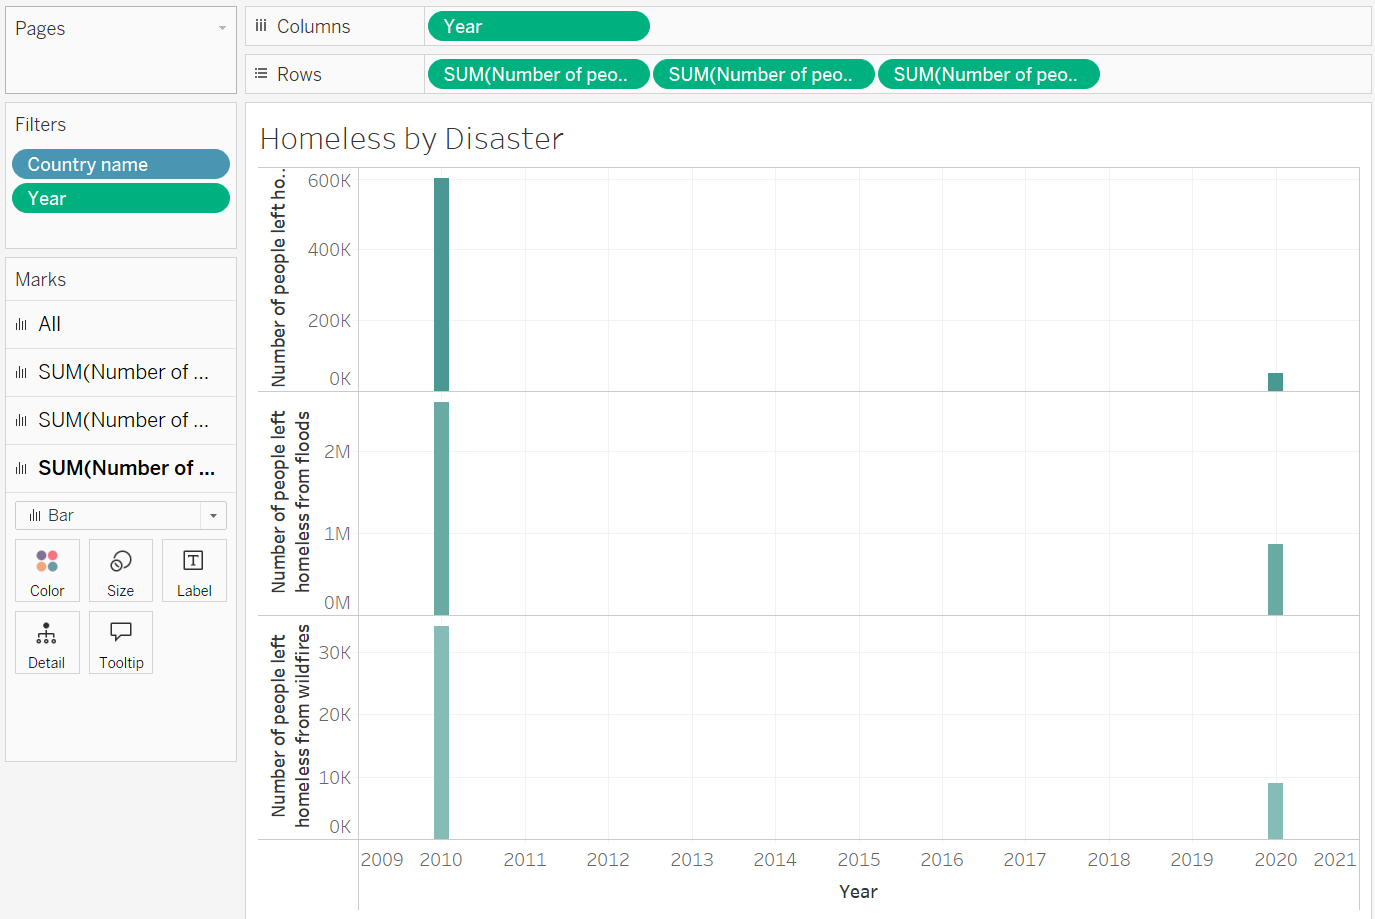 Pages
Columns
Year
Rows
SUM(Number of peo..
SUM(Number of peo..
SUM(Number of peo..
Filters
Country name
Year
Marks
All
SUM(Number of ...
SUM(Number of ...
SUM(Number of ...
Bar
Color
Size
Label
Detail
Tooltip
Homeless by Disaster
Number of people left ho..
600K
400K
200K
0K
Number of people left
homeless from floods
2M
1M
0M
Number of people left
homeless from wildfires
30K
20K
10K
0K
2009 2010 2011 2012 2013 2014 2015 2016 2017 2018 2019 2020 2021
Year